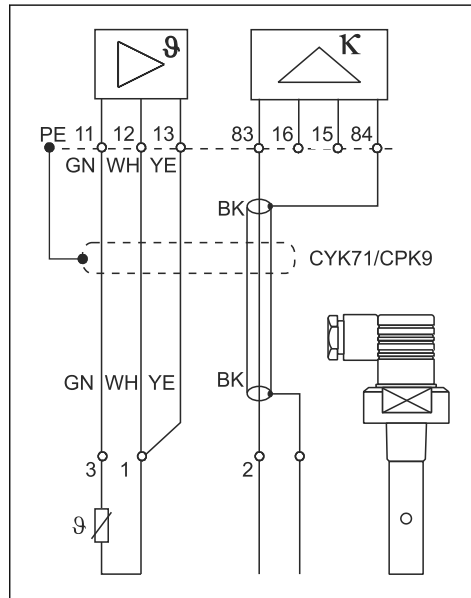 ϑ
κ
PE 11 12 13 83 16 15 84
GN WH YE
BK
CYK71/CPK9
GN WH YE BK
3 1 2
ϑ